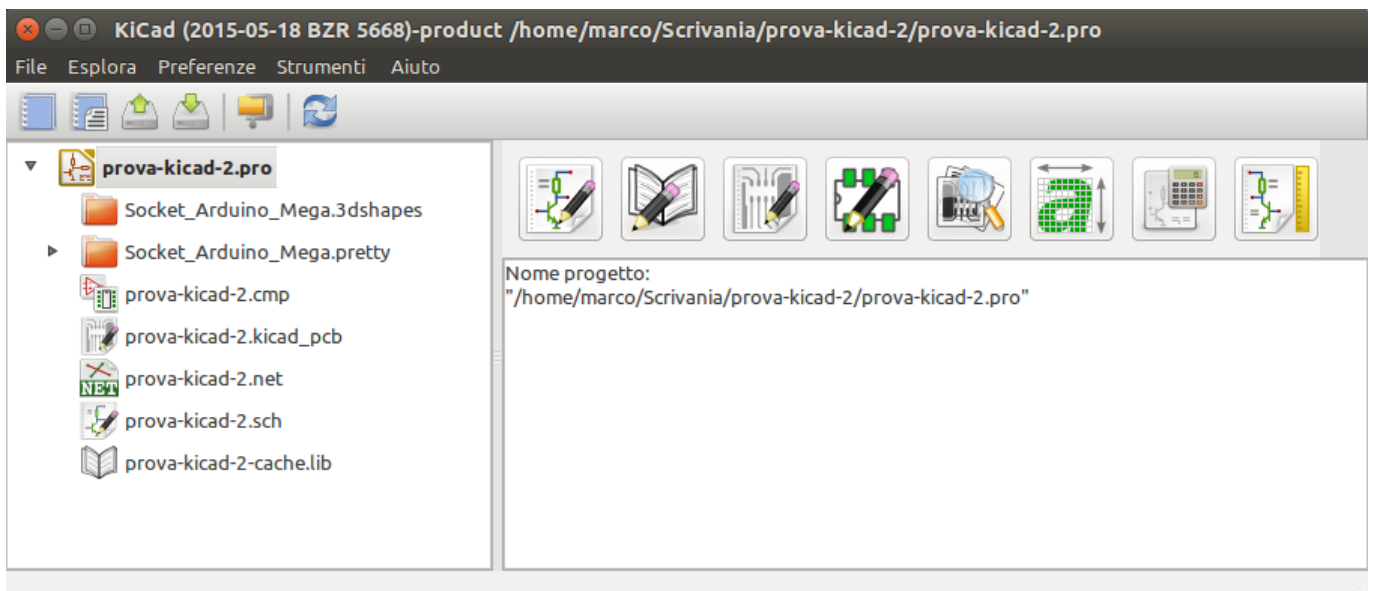 KiCad (2015-05-18 BZR 5668)-product /home/marco/Scrivania/prova-kicad-2/prova-kicad-2.pro
File Esplora Preferenze Strumenti Aiuto
prova-kicad-2.pro
Socket_Arduino_Mega.3dshapes
Socket_Arduino_Mega.pretty
prova-kicad-2.cmp
prova-kicad-2.kicad_pcb
NET prova-kicad-2.net
prova-kicad-2.sch
prova-kicad-2-cache.lib
a
Nome progetto:
"/home/marco/Scrivania/prova-kicad-2/prova-kicad-2.pro"